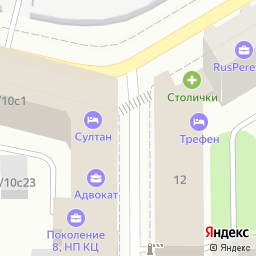 RusPere
Столички
/10с1
Султан
Трефен
12
/10с23
Адвокат
Поколение
8, НП КЦ
Яндекс